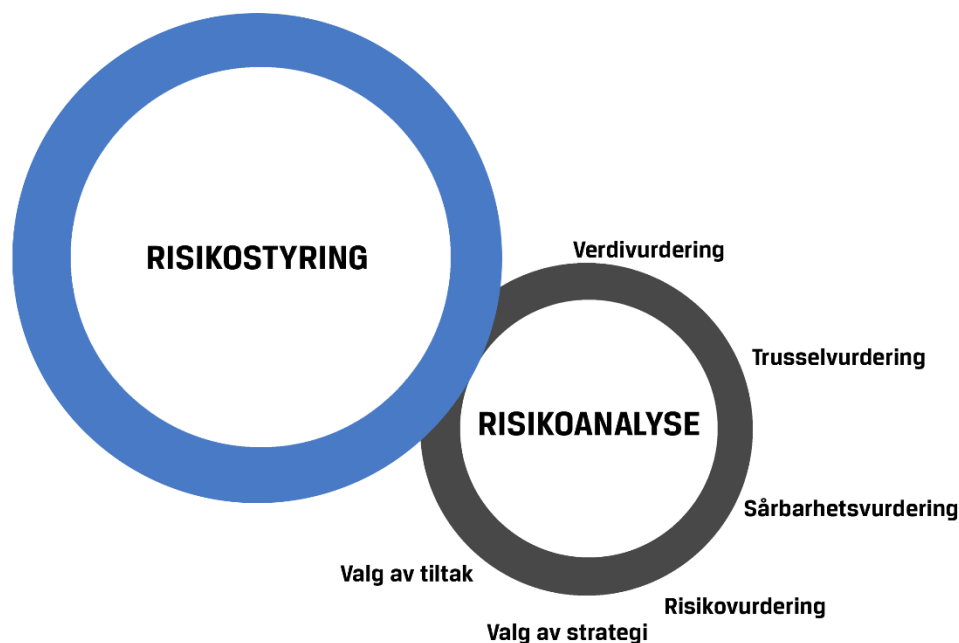 RISIKOSTYRING
Verdivurdering
Trusselvurdering
RISIKOANALYSE
Sårbarhetsvurdering
Risikovurdering
Valg av strategi
Valg av tiltak